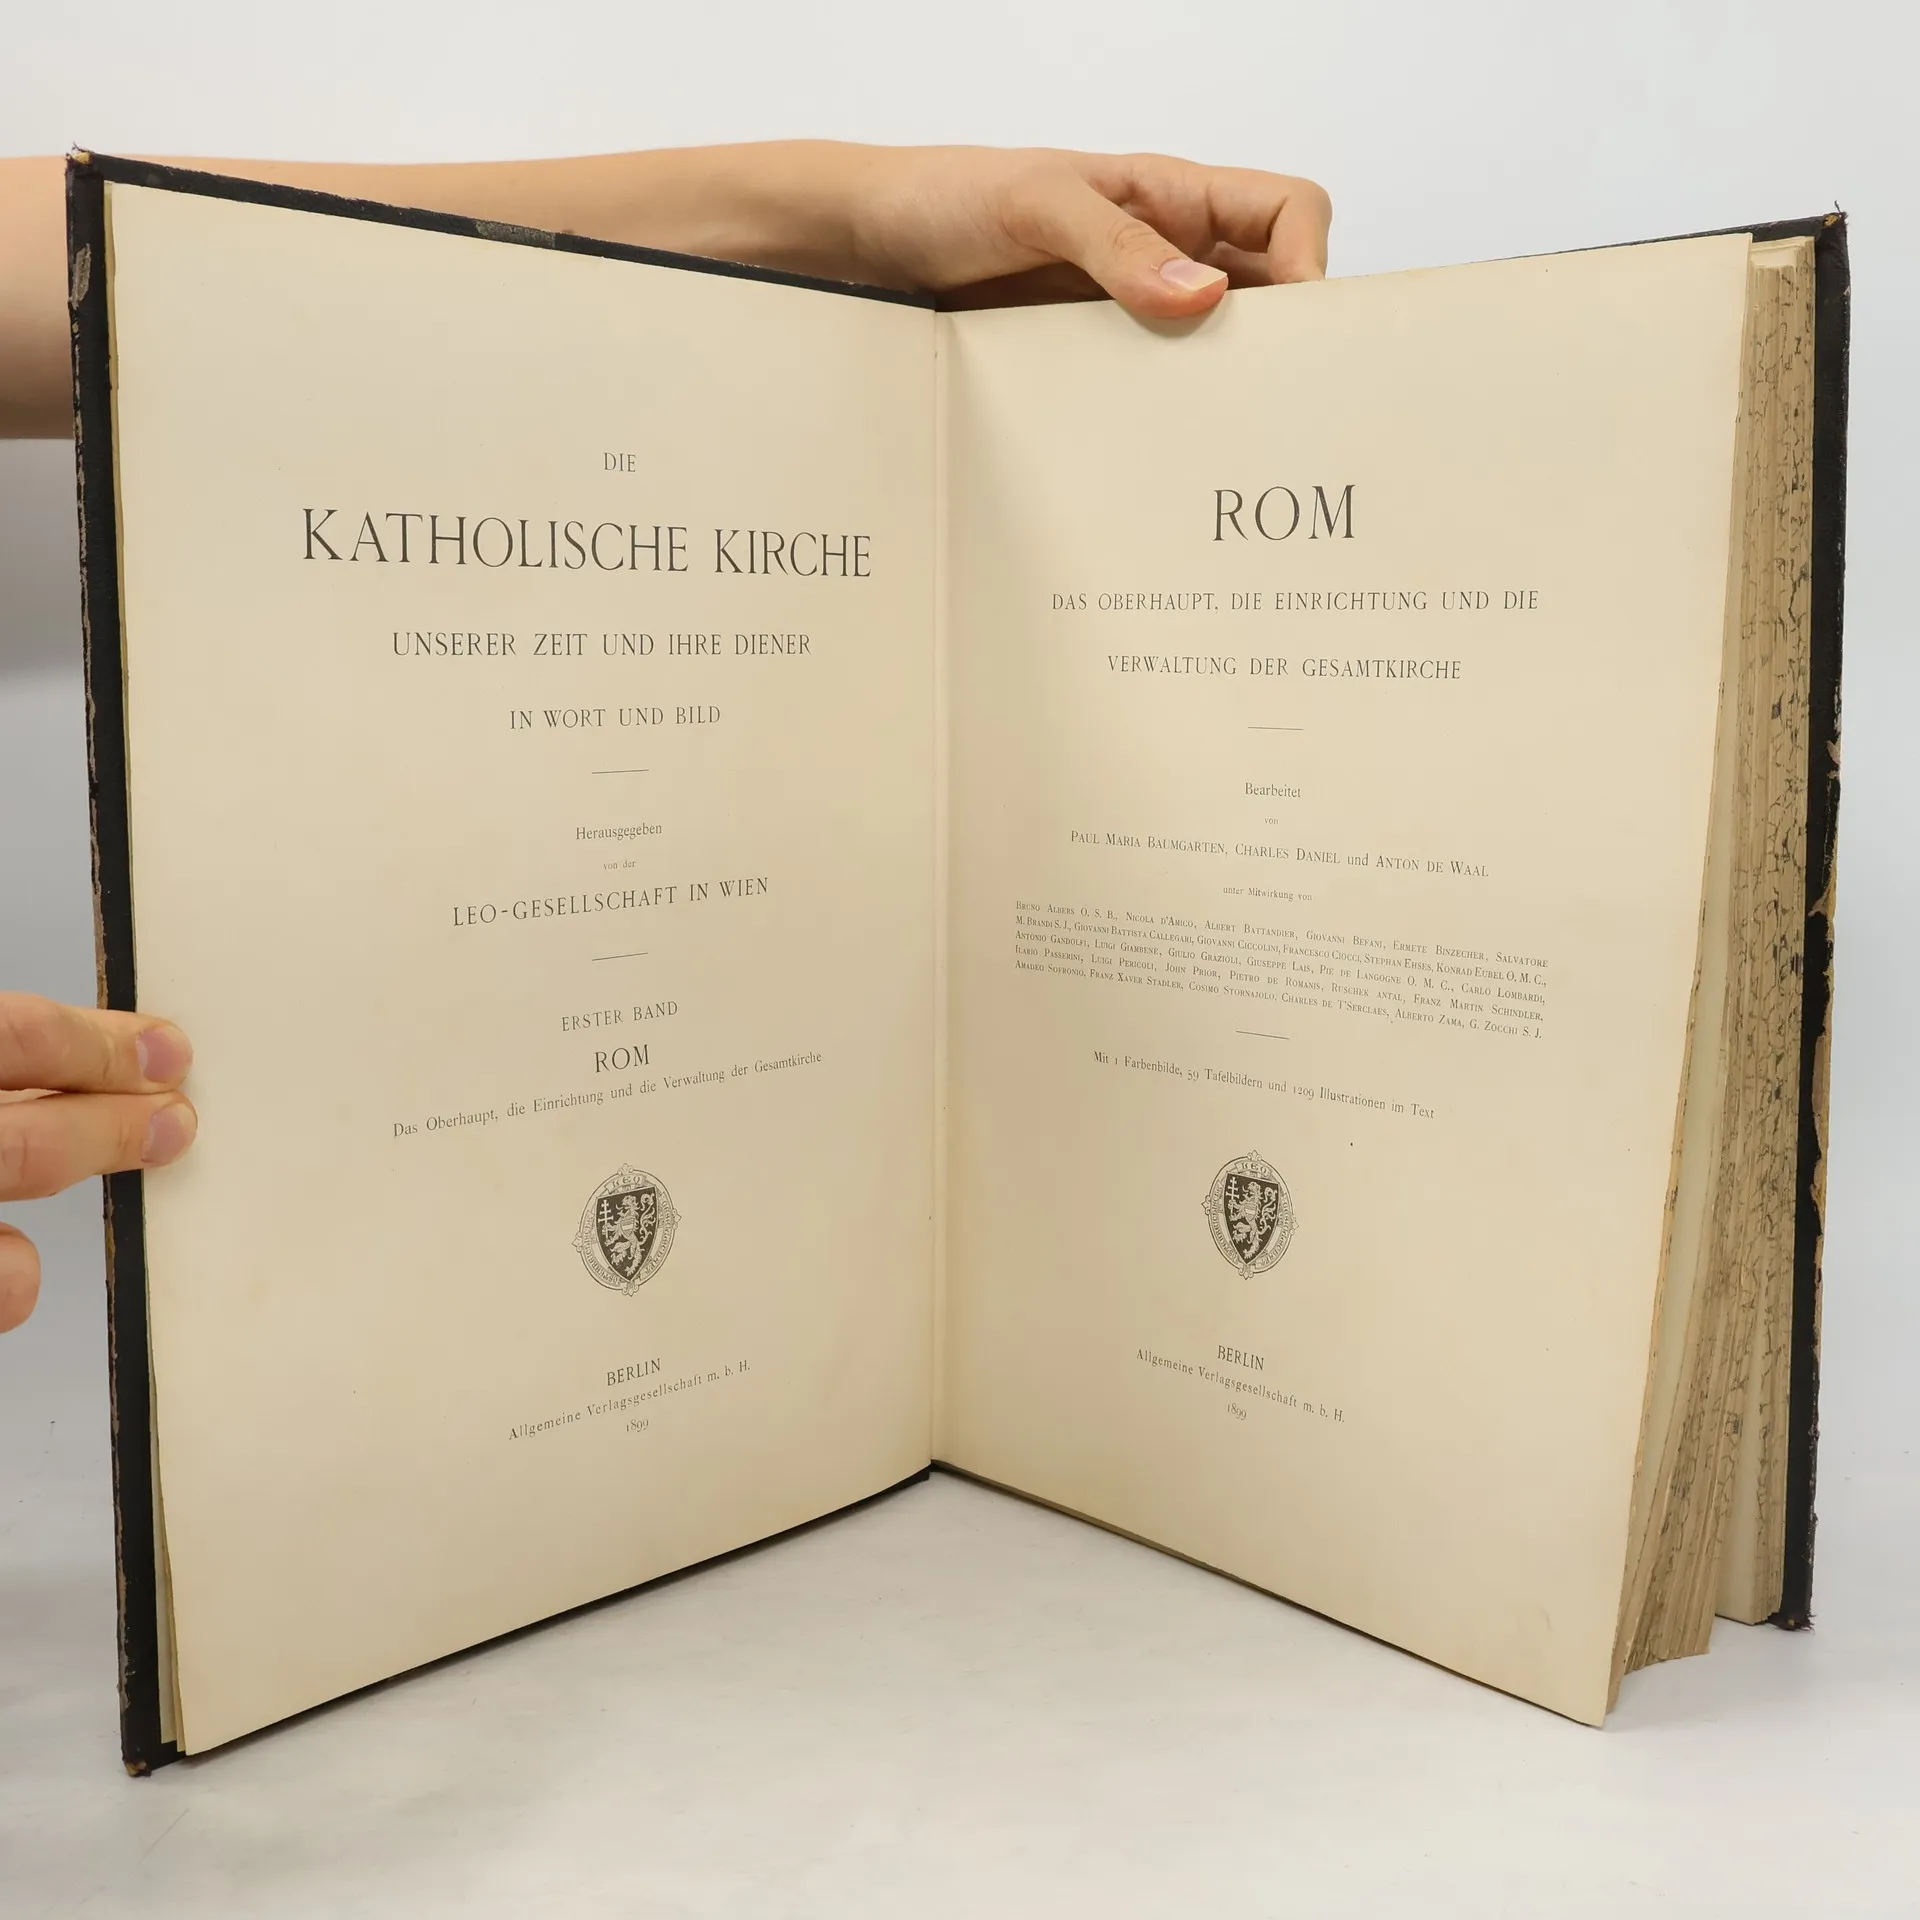 DIE
KATHOLISCHE KIRCHE
UNSERER ZEIT UND IHRE DIENER
IN WORT UND BILD
Herausgegeben
von der
LEO-GESELLSCHAFT IN WIEN
ERSTER BAND
ROM
Das Oberhaupt, die Einrichtung und die Verwaltung der Gesamtkirche
LEO
BERLIN
Allgemeine Verlagsgesellschaft m. b. H.
1899
ROM
DAS OBERHAUPT, DIE EINRICHTUNG UND DIE
VERWALTUNG DER GESAMTKIRCHE
Bearbeitet
von
PAUL MARIA BAUMGARTEN, CHARLES DANIEL und ANTON DE WAAL
unter Mitwirkung von
BRUNO ALBERS O. S. B., NICOLA D'AMICO, ALBERT BATTANDIER, GIOVANNI BEFANI, ERMETE BINZECHER, SALVATORE
M. BRANDI S. J., GIOVANNI BATTISTA CALLEGARI, GIOVANNI CICCOLINI, FRANCESCO CIOCCI, STEPHAN EHSES, KONRAD EUBEL O. M. C.,
ANTONIO GANDOLFI, LUIGI GIAMBENE, GIULIO GRAZIOLI, GIUSEPPE LAIS, PIE DE LANGOGNE O. M. C., CARLO LOMBARDI,
ILARIO PASSERINI, LUIGI PERICOLI, JOHN PRIOR, PIETRO DE ROMANIS, RUSCHEK ANTAL, FRANZ MARTIN SCHINDLER,
AMADEO SOFRONIO, FRANZ XAVER STADLER, COSIMO STORNAJOLO, CHARLES DE T'SERCLAES, ALBERTO ZAMA, G. ZOCCHI S. J.
Mit 1 Farbenbilde, 59 Tafelbildern und 1209 Illustrationen im Text
LEO
BERLIN
Allgemeine Verlagsgesellschaft m. b. H.
1899